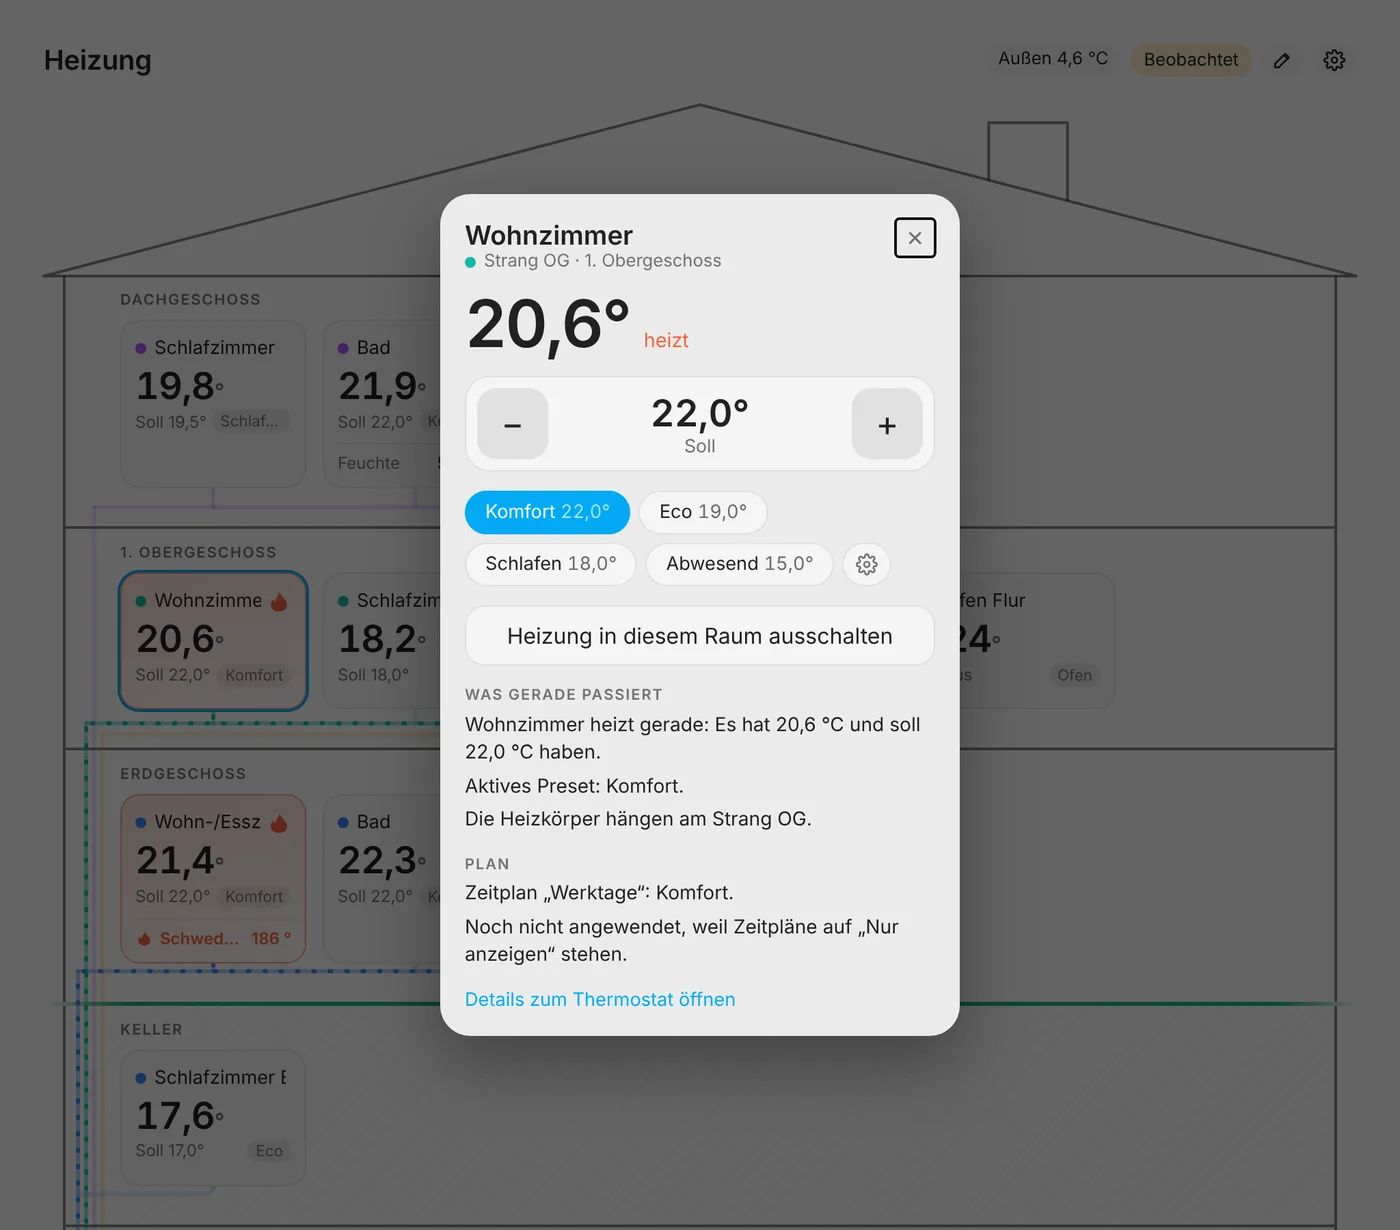 Heizung
Außen 4,6 °C
Beobachtet
Wohnzimmer
Strang OG · 1. Obergeschoss
20,6° heizt
−
22,0°
Soll
+
Komfort 22,0°
Eco 19,0°
Schlafen 18,0°
Abwesend 15,0°
Heizung in diesem Raum ausschalten
WAS GERADE PASSIERT
Wohnzimmer heizt gerade: Es hat 20,6 °C und soll
22,0 °C haben.
Aktives Preset: Komfort.
Die Heizkörper hängen am Strang OG.
PLAN
Zeitplan „Werktage“: Komfort.
Noch nicht angewendet, weil Zeitpläne auf „Nur
anzeigen“ stehen.
Details zum Thermostat öffnen
DACHGESCHOSS
Schlafzimmer
19,8°
Soll 19,5° Schlaf...
Bad
21,9°
Soll 22,0°
Feuchte
1. OBERGESCHOSS
Wohnzimme
20,6°
Soll 22,0° Komfort
Schlafzim
18,2°
Soll 18,0°
fen Flur
24°
Ofen
ERDGESCHOSS
Wohn-/Essz
21,4°
Soll 22,0° Komfort
Schwed... 186 °
Bad
22,3°
Soll 22,0°
KELLER
Schlafzimmer
17,6°
Soll 17,0° Eco